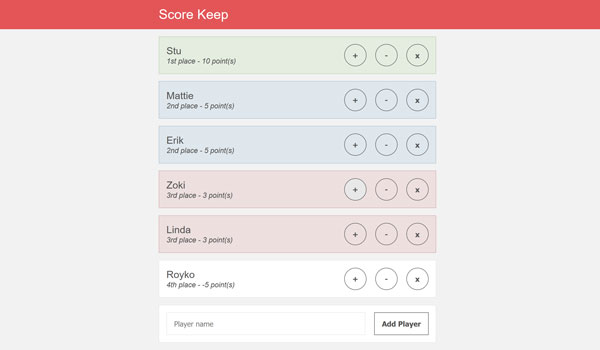 Score Keep
Stu
1st place - 10 point(s)
+ - x
Mattie
2nd place - 5 point(s)
+ - x
Erik
2nd place - 5 point(s)
+ - x
Zoki
3rd place - 3 point(s)
+ - x
Linda
3rd place - 3 point(s)
+ - x
Royko
4th place - -5 point(s)
+ - x
Player name
Add Player